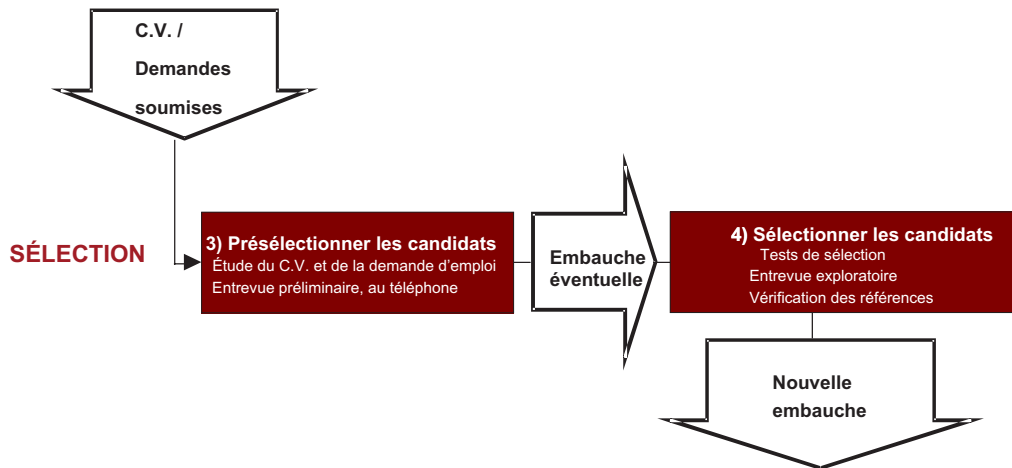 C.V. /
Demandes
soumises
SÉLECTION
3) Présélectionner les candidats
Étude du C.V. et de la demande d'emploi
Entrevue préliminaire, au téléphone
Embauche
éventuelle
4) Sélectionner les candidats
Tests de sélection
Entrevue exploratoire
Vérification des références
Nouvelle
embauche